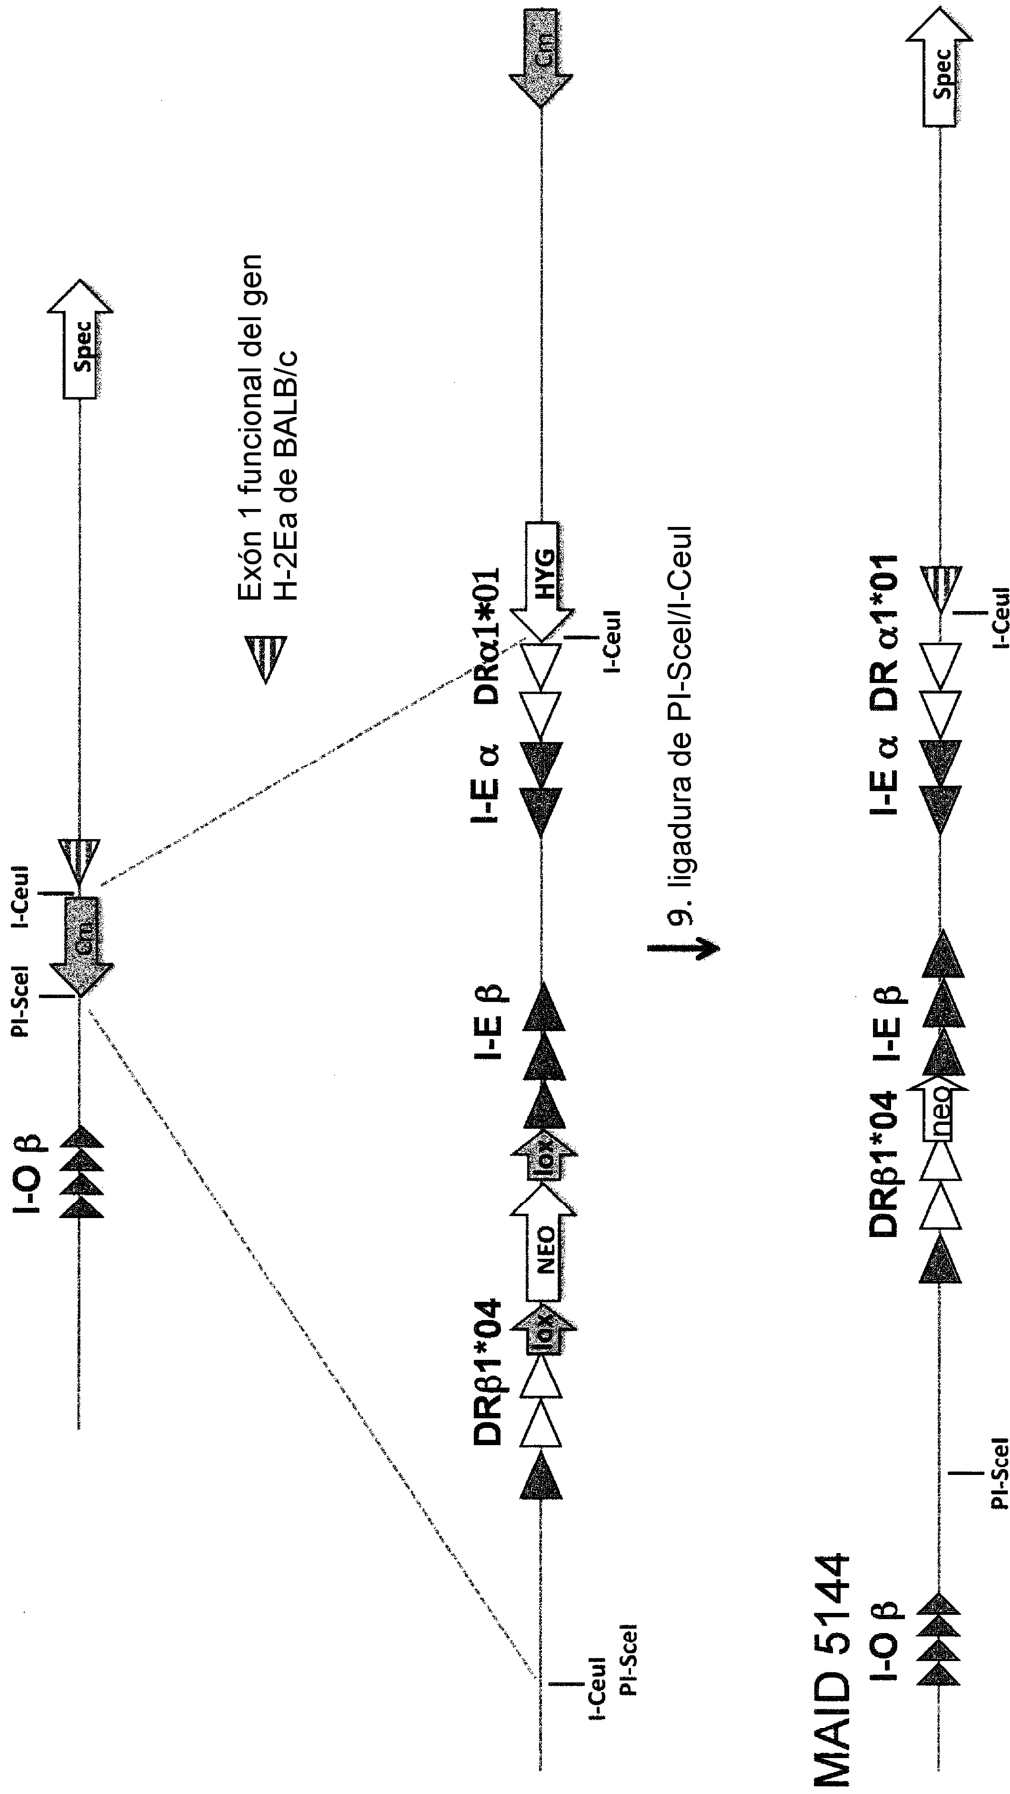 PI-SceI
I-CeuI
I-O β
Cm
Spec
Exón 1 funcional del gen
H-2Ea de BALB/c
DRβ1*04
I-E β
I-E α
DRα1*01
lox
NEO
lox
HYG
Cm
I-CeuI
PI-SceI
I-CeuI
9. ligadura de PI-SceI/I-CeuI
MAID 5144
I-O β
DRβ1*04
I-E β
I-E α
DR α1*01
neo
Spec
PI-SceI
I-CeuI